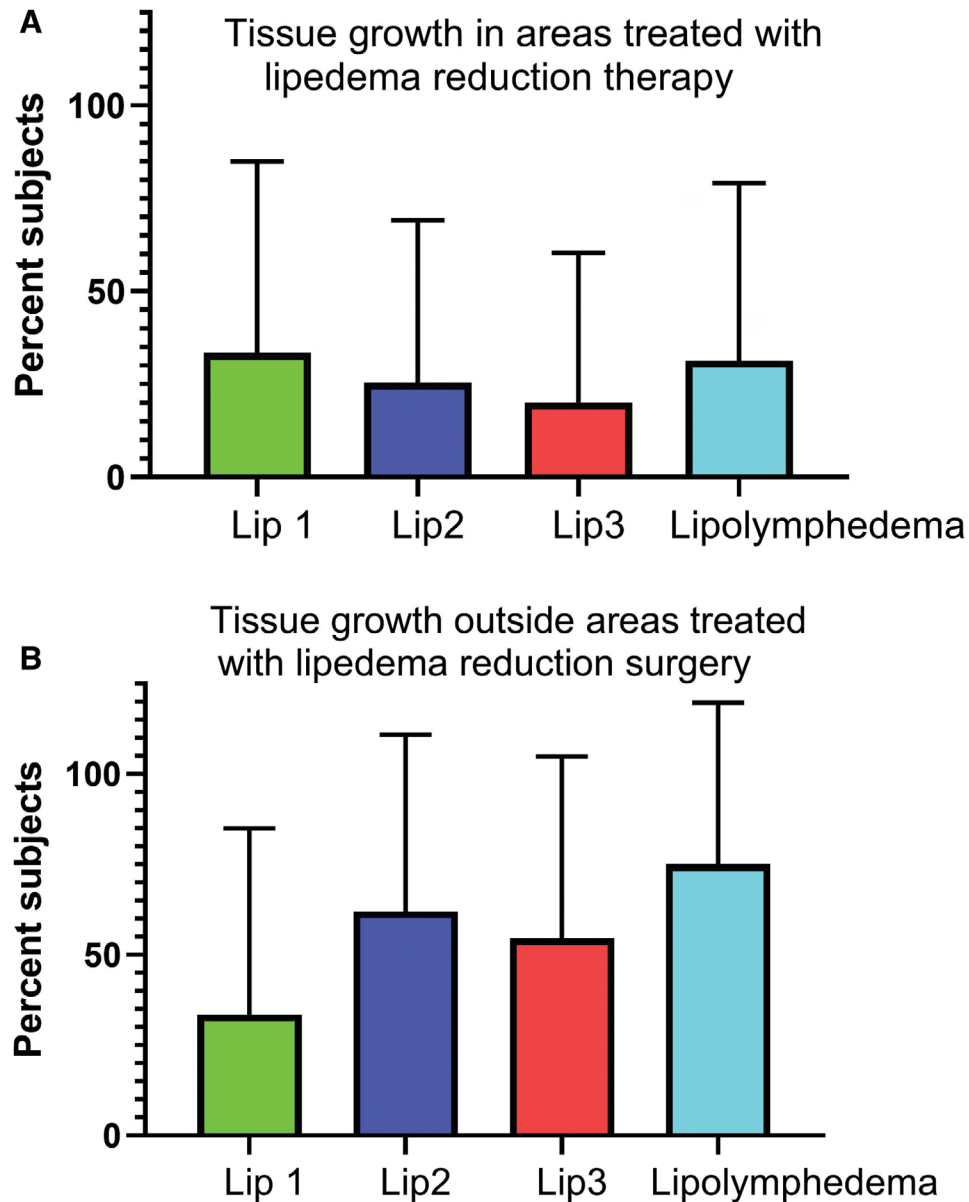 A
Tissue growth in areas treated with
lipedema reduction therapy
Percent subjects
100
50
0
Lip 1 Lip2 Lip3 Lipolymphedema
B
Tissue growth outside areas treated
with lipedema reduction surgery
Percent subjects
100
50
0
Lip 1 Lip2 Lip3 Lipolymphedema